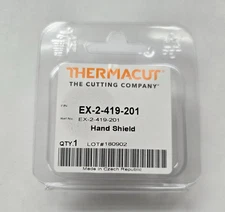 THERMACUT
THE CUTTING COMPANY
EX-2-419-201
EX-2-419-201
Hand Shield
QTY.1 LOT#180902
Made in Czech Republic